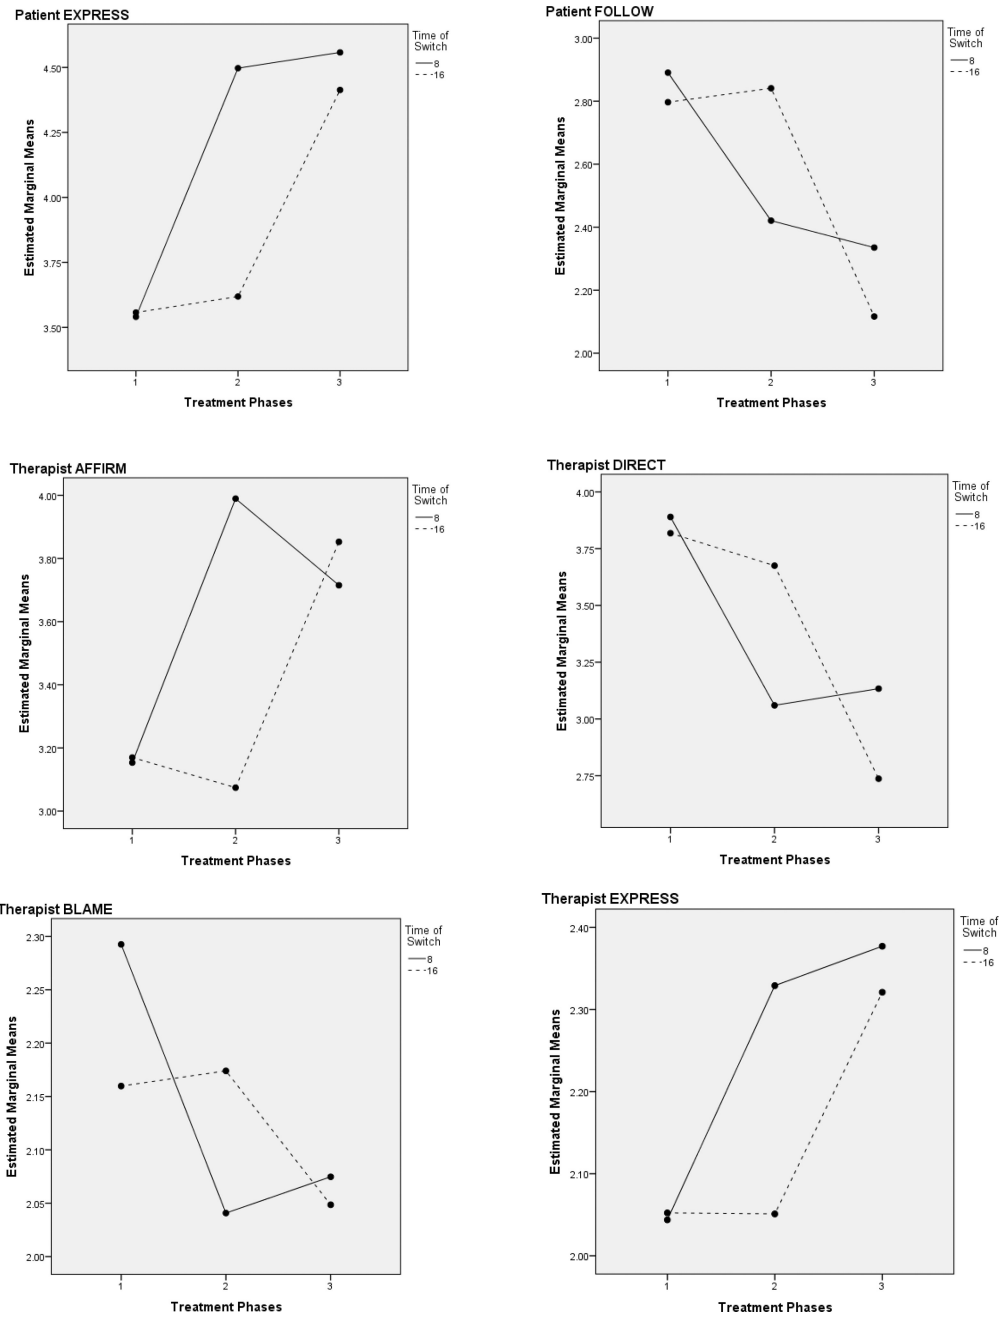 Patient EXPRESS
Time of
Switch
8
16
Estimated Marginal Means
4.50
4.25
4.00
3.75
3.50
1 2 3
Treatment Phases
Patient FOLLOW
Time of
Switch
8
16
Estimated Marginal Means
3.00
2.80
2.60
2.40
2.20
2.00
1 2 3
Treatment Phases
Therapist AFFIRM
Time of
Switch
8
16
Estimated Marginal Means
4.00
3.80
3.60
3.40
3.20
3.00
1 2 3
Treatment Phases
Therapist DIRECT
Time of
Switch
8
16
Estimated Marginal Means
4.00
3.75
3.50
3.25
3.00
2.75
1 2 3
Treatment Phases
Therapist BLAME
Time of
Switch
8
16
Estimated Marginal Means
2.30
2.25
2.20
2.15
2.10
2.05
2.00
1 2 3
Treatment Phases
Therapist EXPRESS
Time of
Switch
8
16
Estimated Marginal Means
2.40
2.30
2.20
2.10
2.00
1 2 3
Treatment Phases